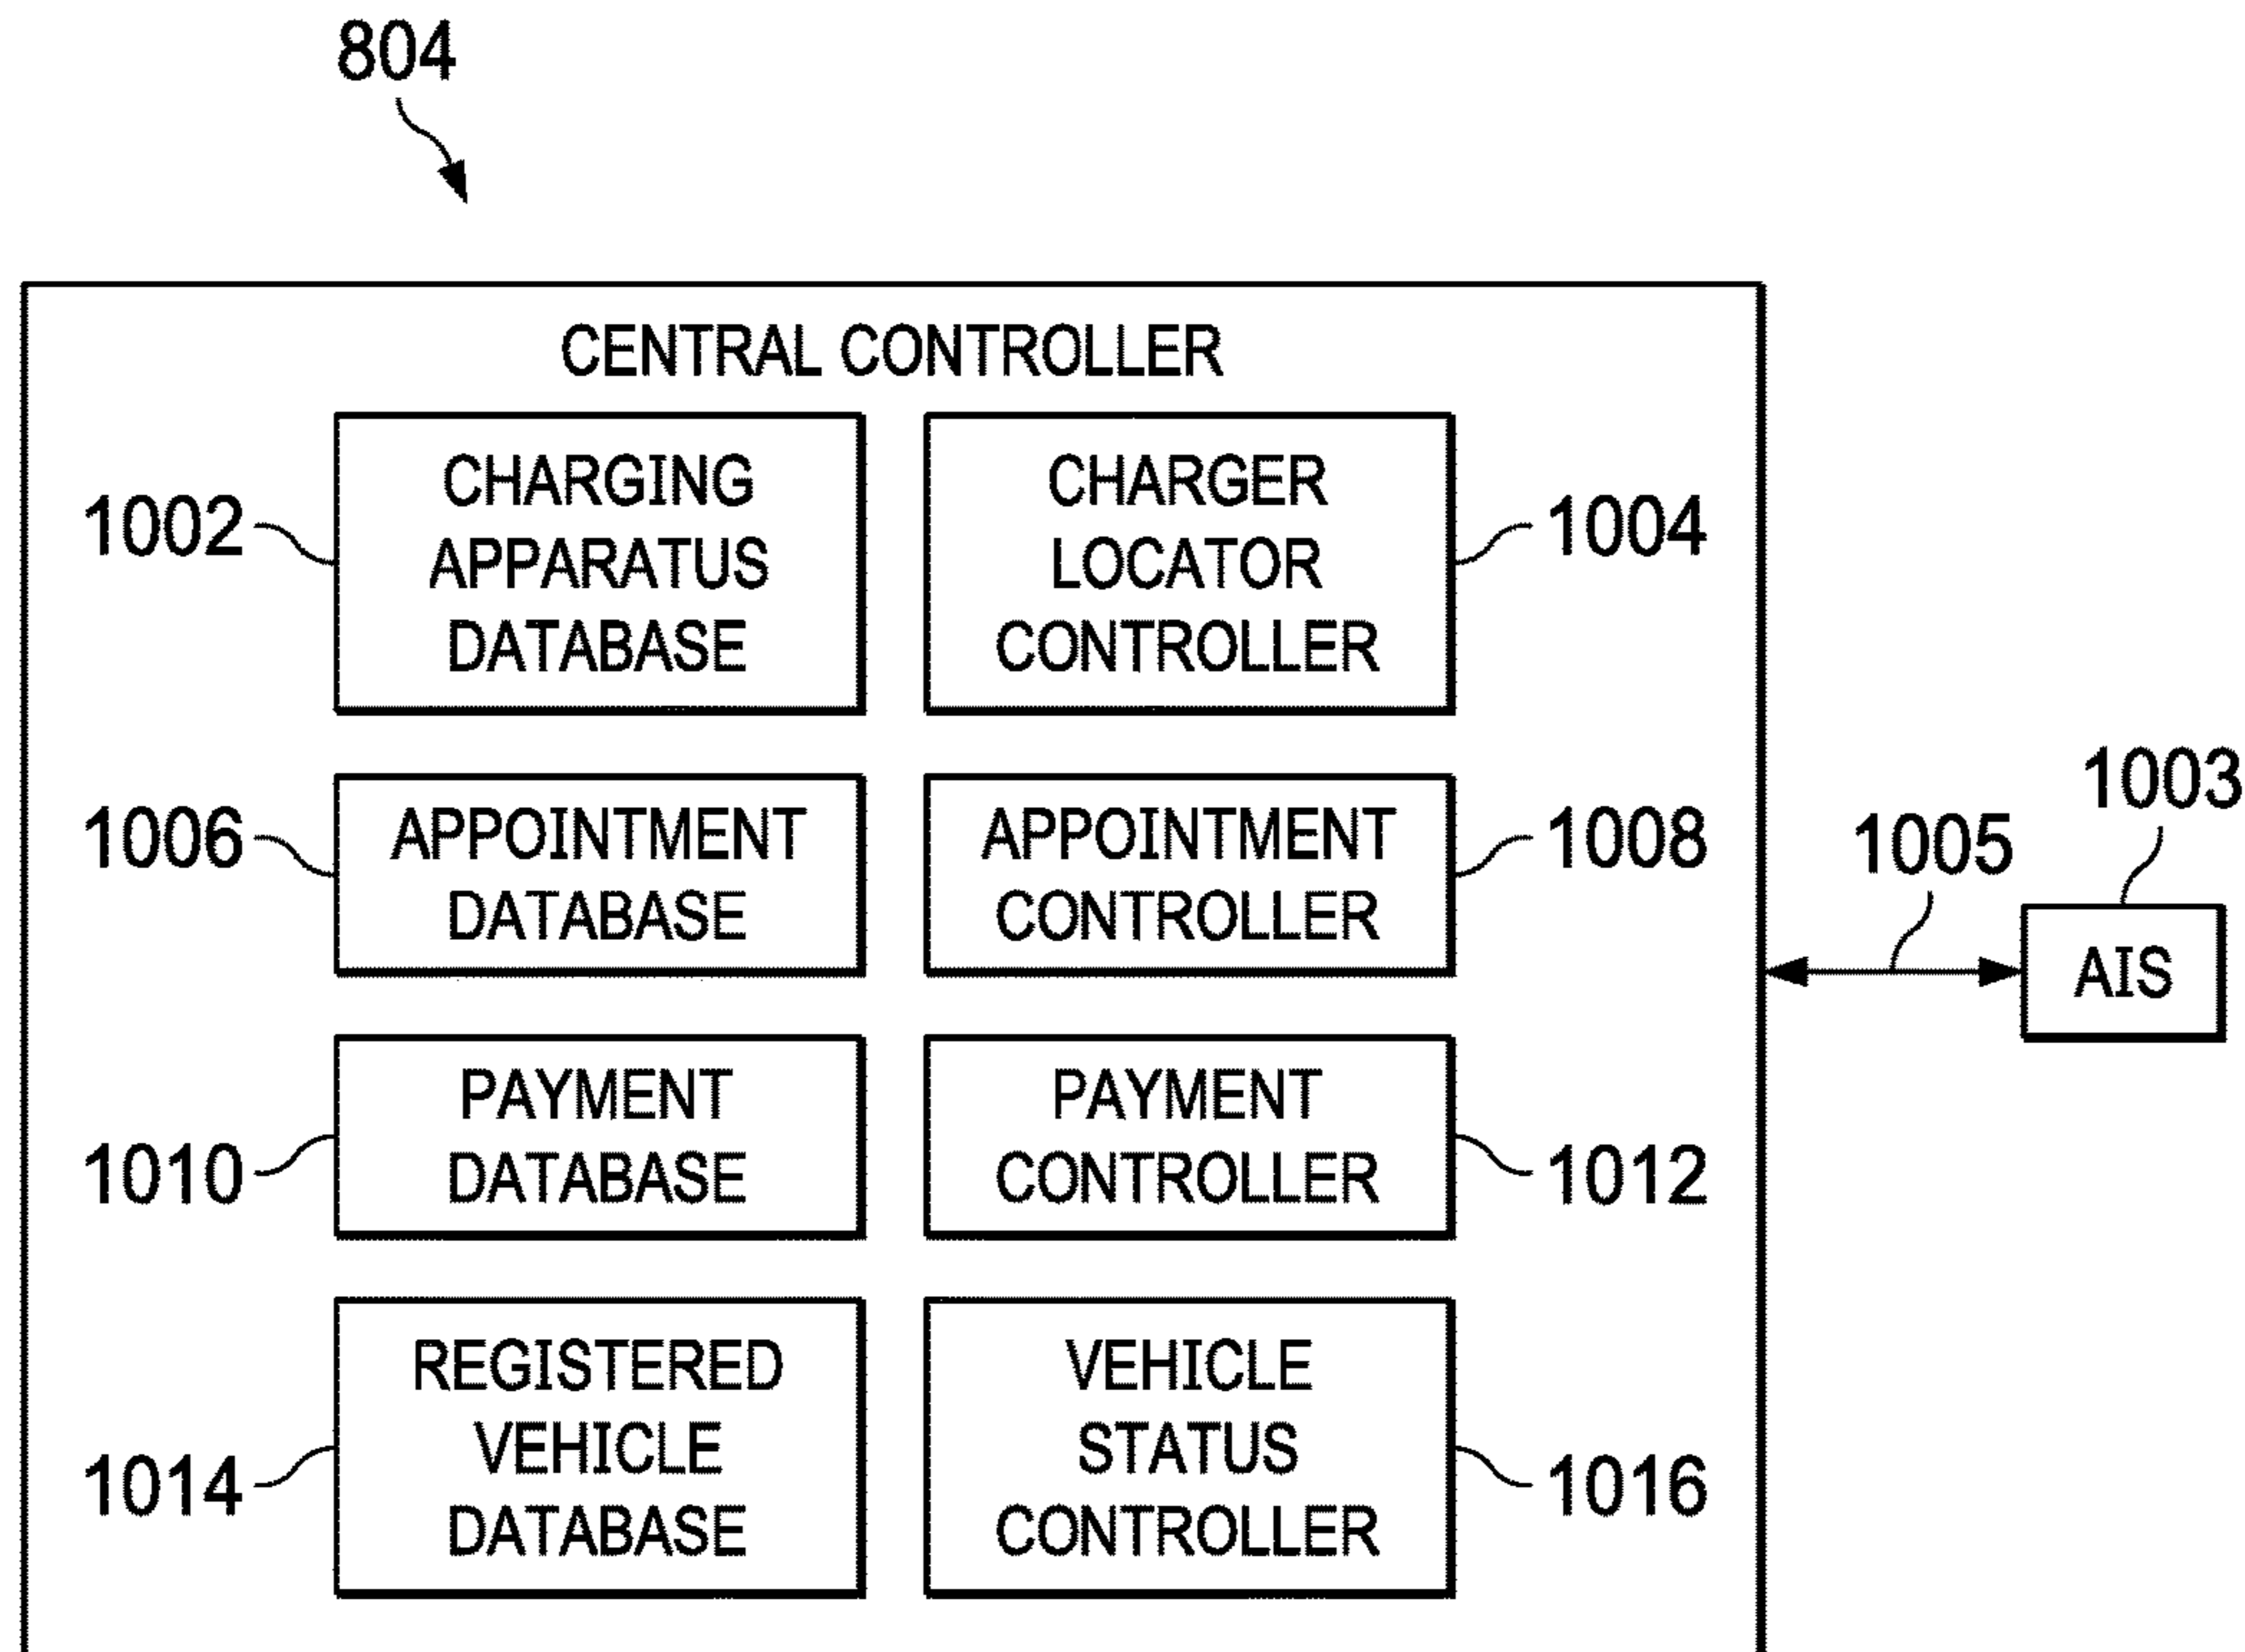 804
CENTRAL CONTROLLER
1002
CHARGING
APPARATUS
DATABASE
CHARGER
LOCATOR
CONTROLLER
1004
1006
APPOINTMENT
DATABASE
APPOINTMENT
CONTROLLER
1008
1005
1003
AIS
1010
PAYMENT
DATABASE
PAYMENT
CONTROLLER
1012
1014
REGISTERED
VEHICLE
DATABASE
VEHICLE
STATUS
CONTROLLER
1016